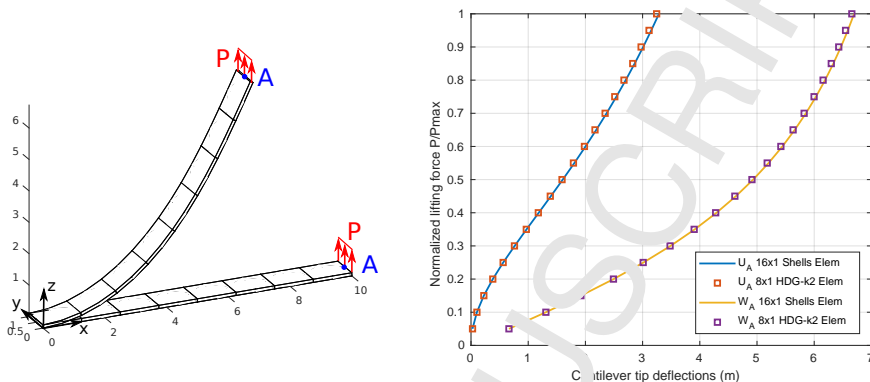 P
A
6
5
4
3
2
1
z
y
x
1
0.5
0
0
2
4
6
8
10
P
A
Normalized lifting force P/Pmax
1
0.9
0.8
0.7
0.6
0.5
0.4
0.3
0.2
0.1
0
0
1
2
3
4
5
6
7
Cantilever tip deflections (m)
U_A 16x1 Shells Elem
U_A 8x1 HDG-k2 Elem
W_A 16x1 Shells Elem
W_A 8x1 HDG-k2 Elem
USCRI